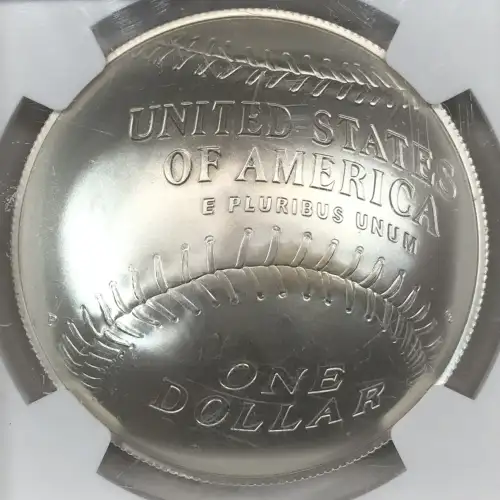 UNITED STATES
OF AMERICA
E PLURIBUS UNUM
ONE
DOLLAR